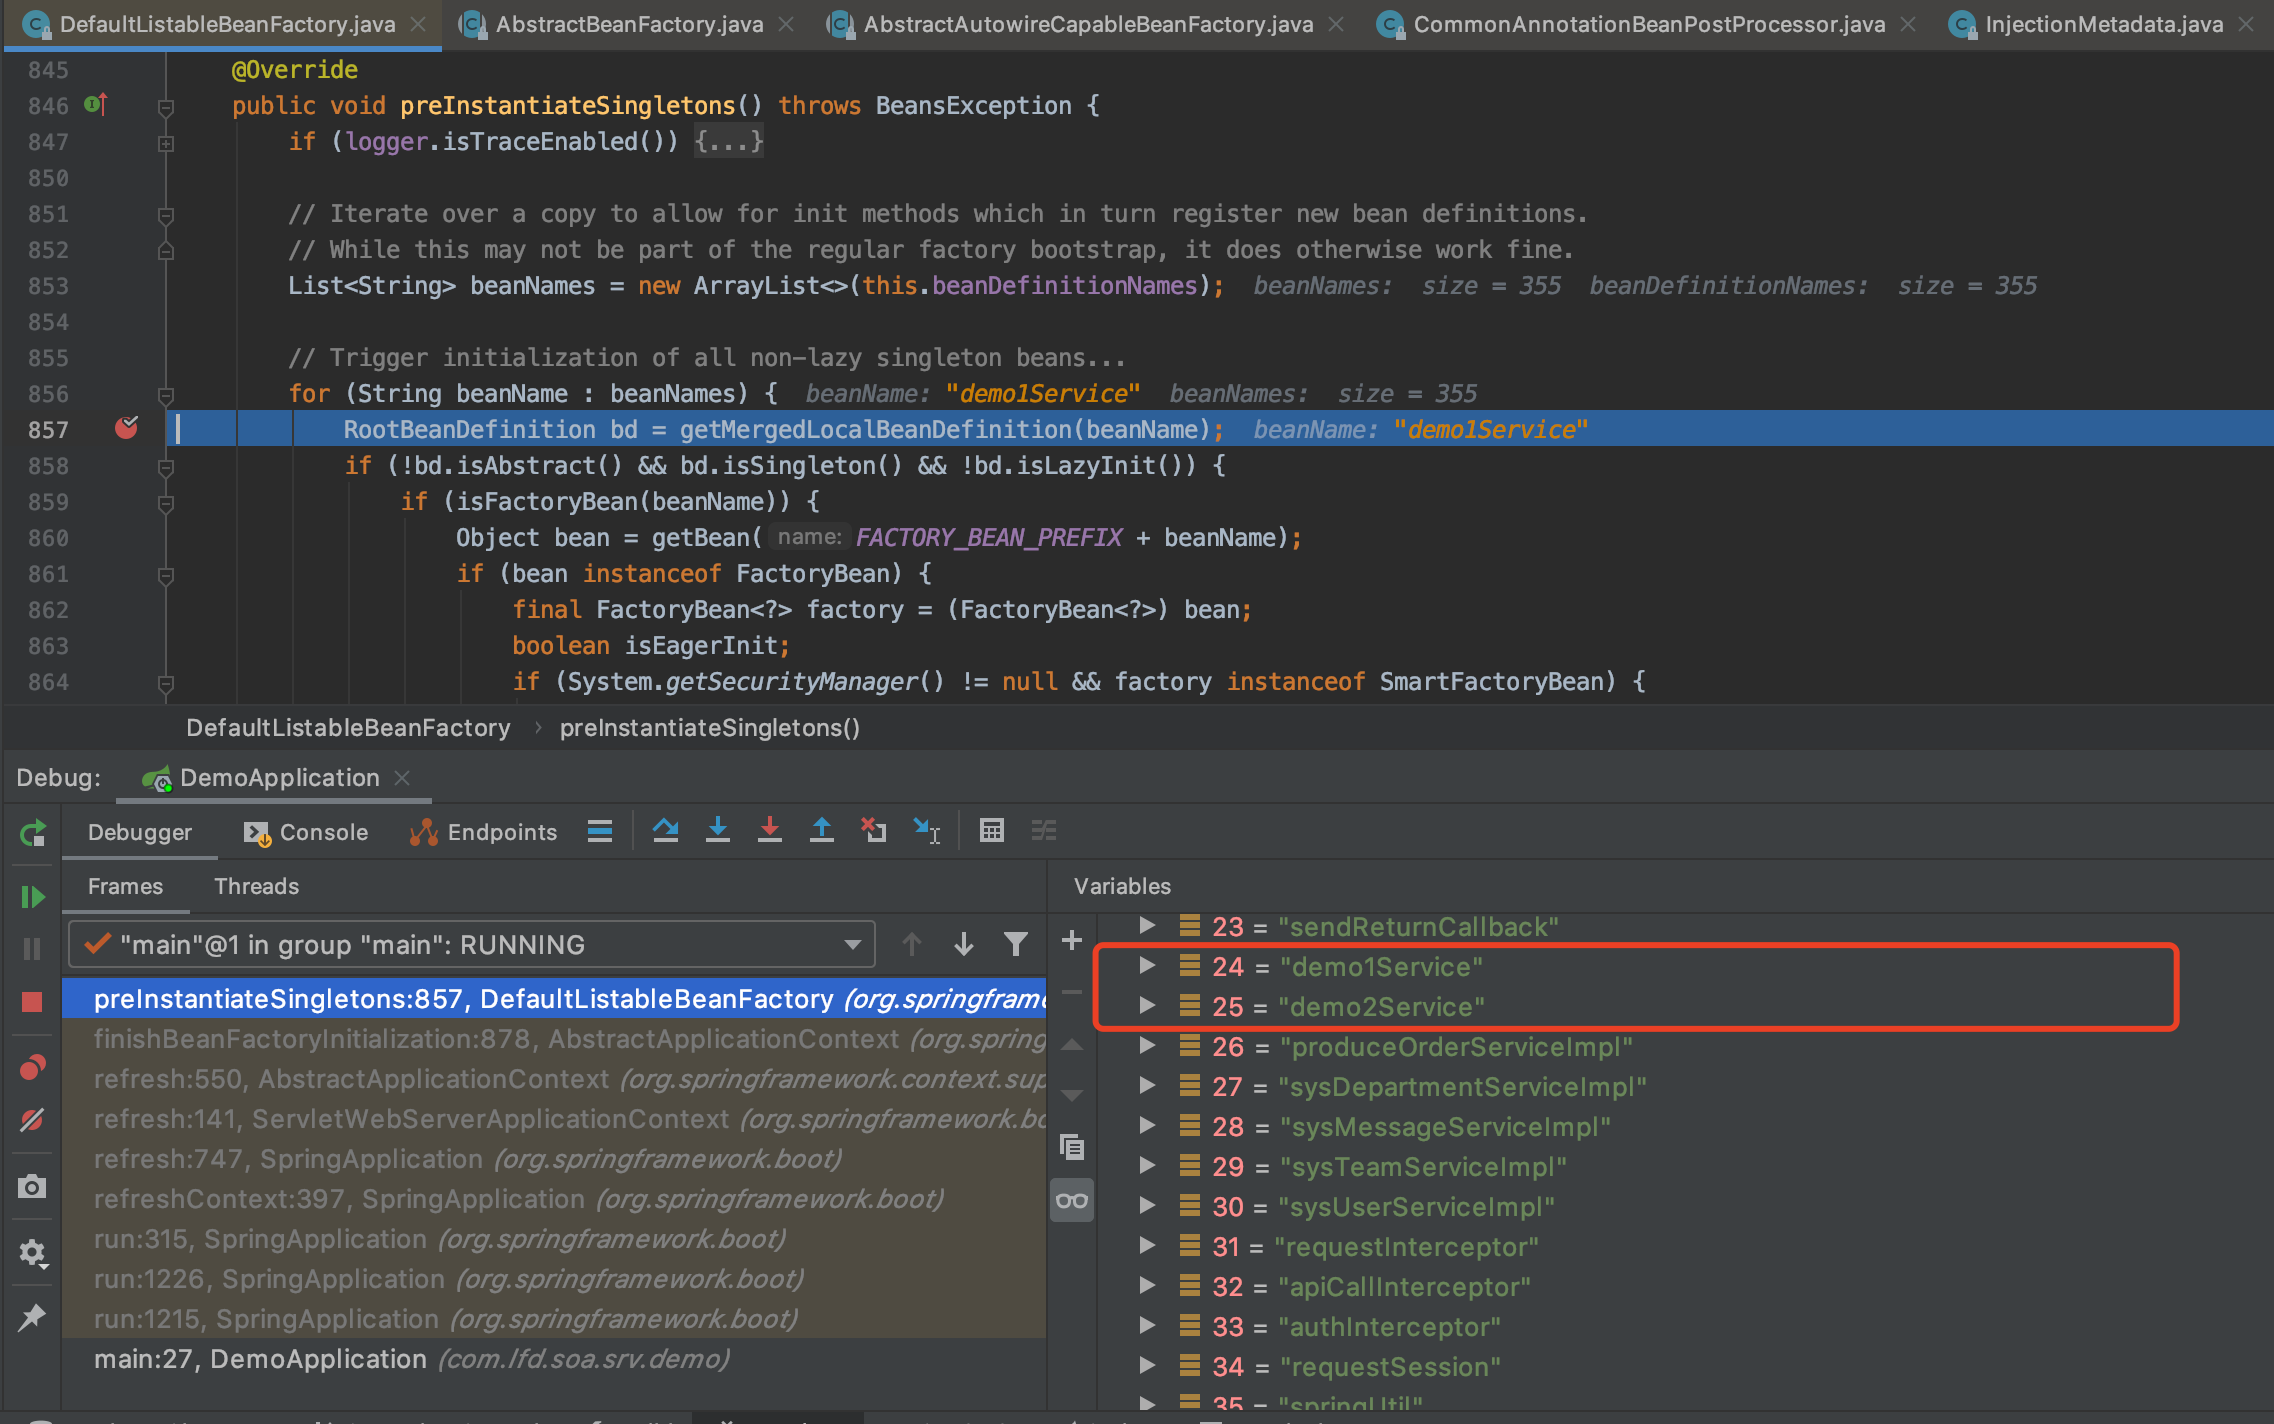 DefaultListableBeanFactory.java AbstractBeanFactory.java AbstractAutowireCapableBeanFactory.java CommonAnnotationBeanPostProcessor.java InjectionMetadata.java
845 @Override
846 public void preInstantiateSingletons() throws BeansException {
847 if (logger.isTraceEnabled()) {...}
850
851 // Iterate over a copy to allow for init methods which in turn register new bean definitions.
852 // While this may not be part of the regular factory bootstrap, it does otherwise work fine.
853 List<String> beanNames = new ArrayList<>(this.beanDefinitionNames); beanNames: size = 355 beanDefinitionNames: size = 355
854
855 // Trigger initialization of all non-lazy singleton beans...
856 for (String beanName : beanNames) { beanName: "demo1Service" beanNames: size = 355
857 RootBeanDefinition bd = getMergedLocalBeanDefinition(beanName); beanName: "demo1Service"
858 if (!bd.isAbstract() && bd.isSingleton() && !bd.isLazyInit()) {
859 if (isFactoryBean(beanName)) {
860 Object bean = getBean( name: FACTORY_BEAN_PREFIX + beanName);
861 if (bean instanceof FactoryBean) {
862 final FactoryBean<?> factory = (FactoryBean<?>) bean;
863 boolean isEagerInit;
864 if (System.getSecurityManager() != null && factory instanceof SmartFactoryBean) {
DefaultListableBeanFactory › preInstantiateSingletons()
Debug: DemoApplication
Debugger Console Endpoints
Frames Threads
"main"@1 in group "main": RUNNING
preInstantiateSingletons:857, DefaultListableBeanFactory (org.springframe
finishBeanFactoryInitialization:878, AbstractApplicationContext (org.spring
refresh:550, AbstractApplicationContext (org.springframework.context.sup
refresh:141, ServletWebServerApplicationContext (org.springframework.bo
refresh:747, SpringApplication (org.springframework.boot)
refreshContext:397, SpringApplication (org.springframework.boot)
run:315, SpringApplication (org.springframework.boot)
run:1226, SpringApplication (org.springframework.boot)
run:1215, SpringApplication (org.springframework.boot)
main:27, DemoApplication (com.lfd.soa.srv.demo)
Variables
23 = "sendReturnCallback"
24 = "demo1Service"
25 = "demo2Service"
26 = "produceOrderServiceImpl"
27 = "sysDepartmentServiceImpl"
28 = "sysMessageServiceImpl"
29 = "sysTeamServiceImpl"
30 = "sysUserServiceImpl"
31 = "requestInterceptor"
32 = "apiCallInterceptor"
33 = "authInterceptor"
34 = "requestSession"
35 = "springUtil"